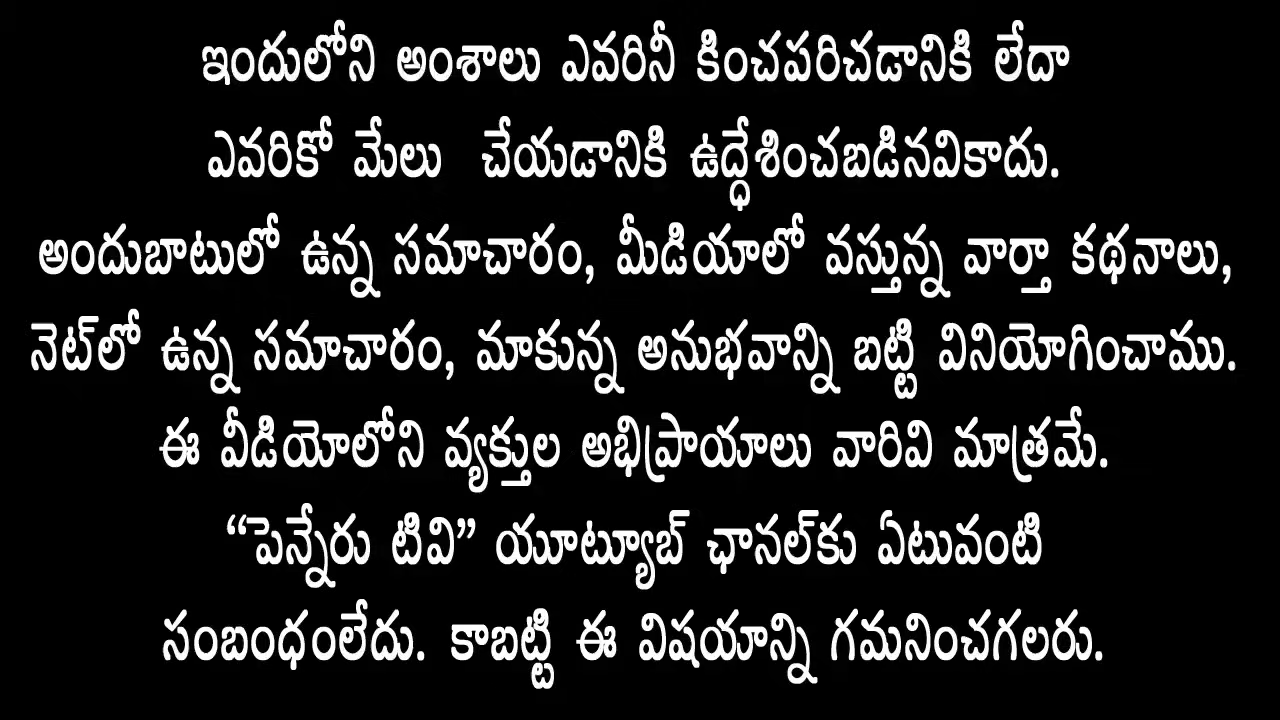 ఇందులోని అంశాలు ఎవరినీ కించపరిచడానికి లేదా
ఎవరికో మేలు చేయడానికి ఉద్ధేశించబడినవికాదు.
అందుబాటులో ఉన్న సమాచారం, మీడియాలో వస్తున్న వార్తా కథనాలు,
నెట్‌లో ఉన్న సమాచారం, మాకున్న అనుభవాన్ని బట్టి వినియోగించాము.
ఈ వీడియోలోని వ్యక్తుల అభిప్రాయాలు వారివి మాత్రమే.
“పెన్నేరు టివి” యూట్యూబ్ ఛానల్‌కు ఏటువంటి
సంబంధంలేదు. కాబట్టి ఈ విషయాన్ని గమనించగలరు.